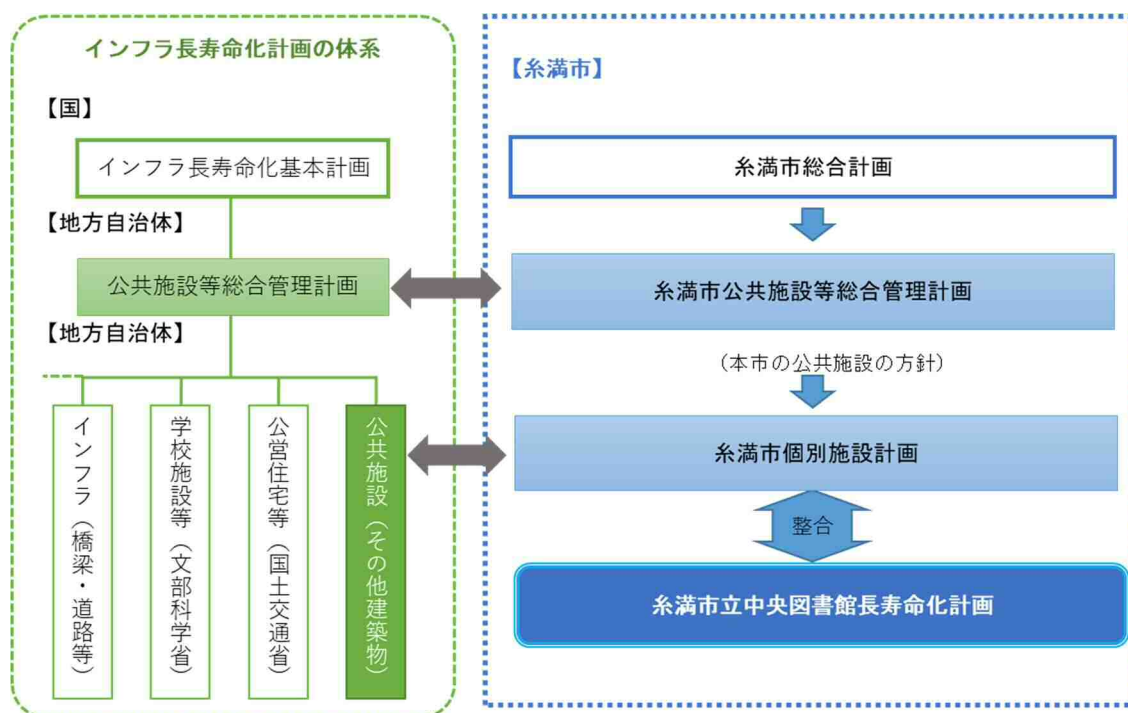 インフラ長寿命化計画の体系
【国】
インフラ長寿命化基本計画
【地方自治体】
公共施設等総合管理計画
【地方自治体】
インフラ（橋梁・道路等）
学校施設等（文部科学省）
公営住宅等（国土交通省）
公共施設（その他建築物）
【糸満市】
糸満市総合計画
糸満市公共施設等総合管理計画
（本市の公共施設の方針）
糸満市個別施設計画
整合
糸満市立中央図書館長寿命化計画